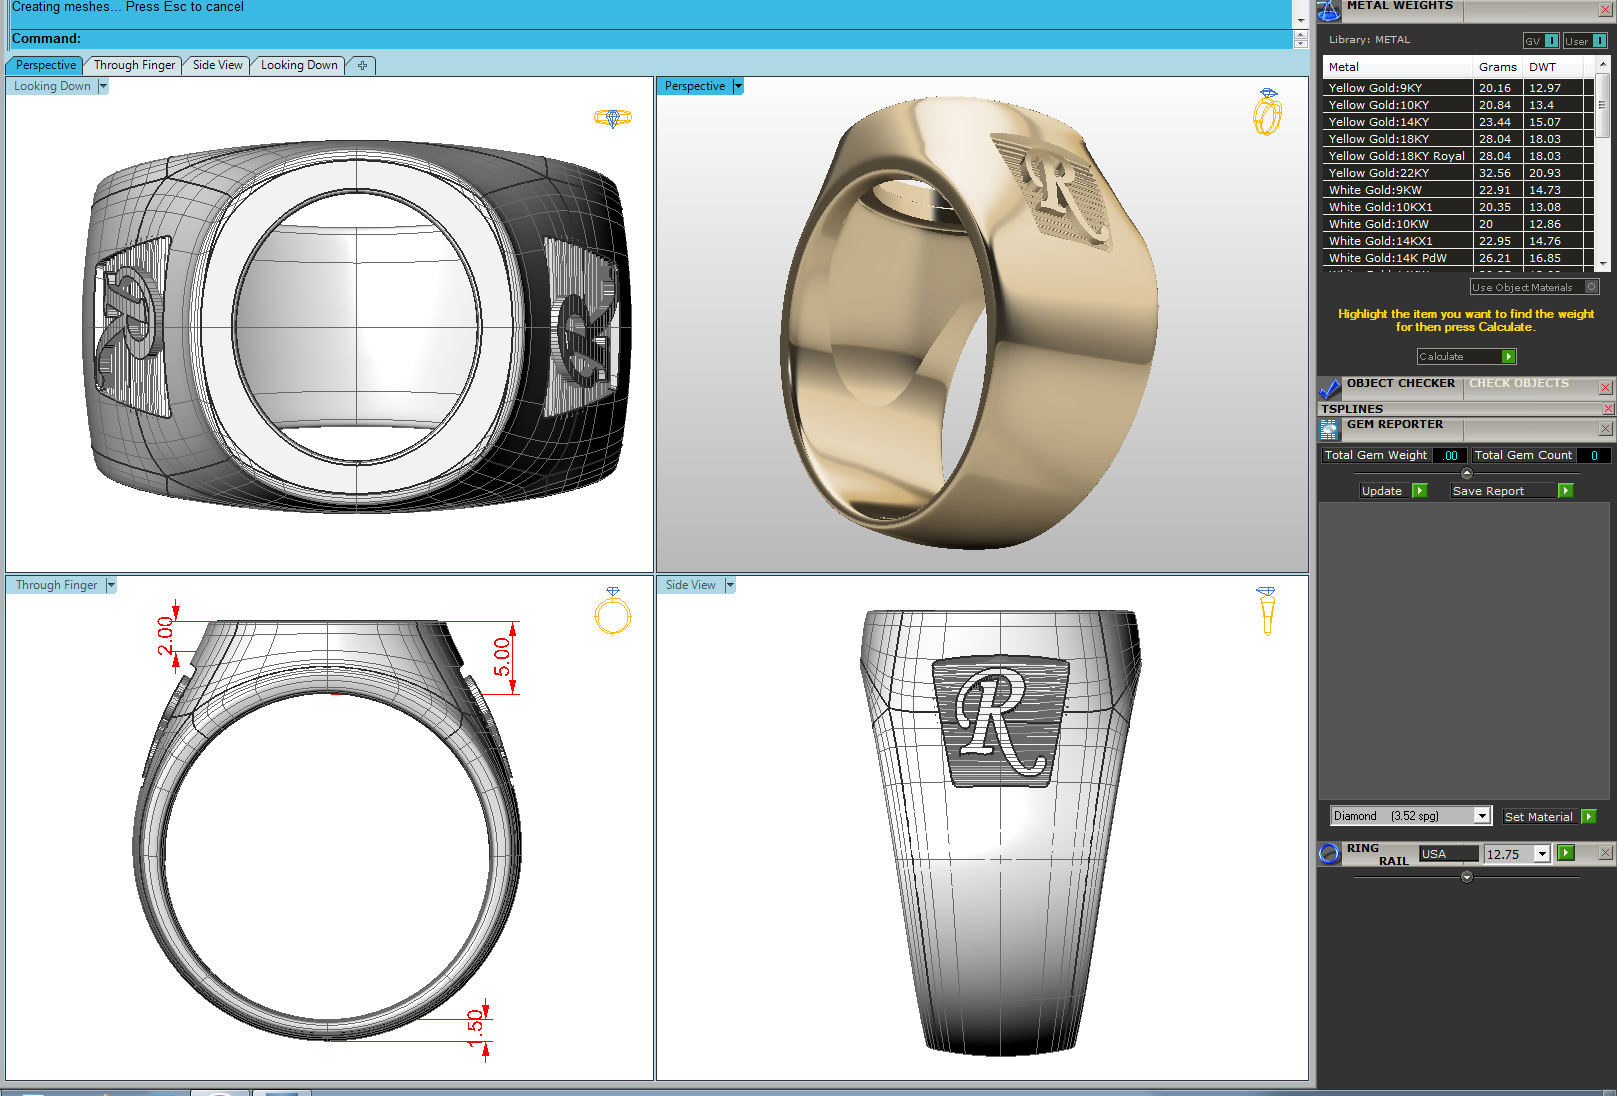 Creating meshes... Press Esc to cancel
Command:
Perspective Through Finger Side View Looking Down
Looking Down
Perspective
R
R
R
Through Finger
2.00
5.00
1.50
Side View
R
METAL WEIGHTS
Library: METAL GV I User I
Metal Grams DWT
Yellow Gold:9KY 20.16 12.97
Yellow Gold:10KY 20.84 13.4
Yellow Gold:14KY 23.44 15.07
Yellow Gold:18KY 28.04 18.03
Yellow Gold:18KY Royal 28.04 18.03
Yellow Gold:22KY 32.56 20.93
White Gold:9KW 22.91 14.73
White Gold:10KX1 20.35 13.08
White Gold:10KW 20 12.86
White Gold:14KX1 22.95 14.76
White Gold:14K PdW 26.21 16.85
Use Object Materials O
Highlight the item you want to find the weight
for then press Calculate.
Calculate
OBJECT CHECKER CHECK OBJECTS
TSPLINES
GEM REPORTER
Total Gem Weight .00 Total Gem Count 0
Update Save Report
Diamond (3.52 spg) Set Material
RING
RAIL USA 12.75